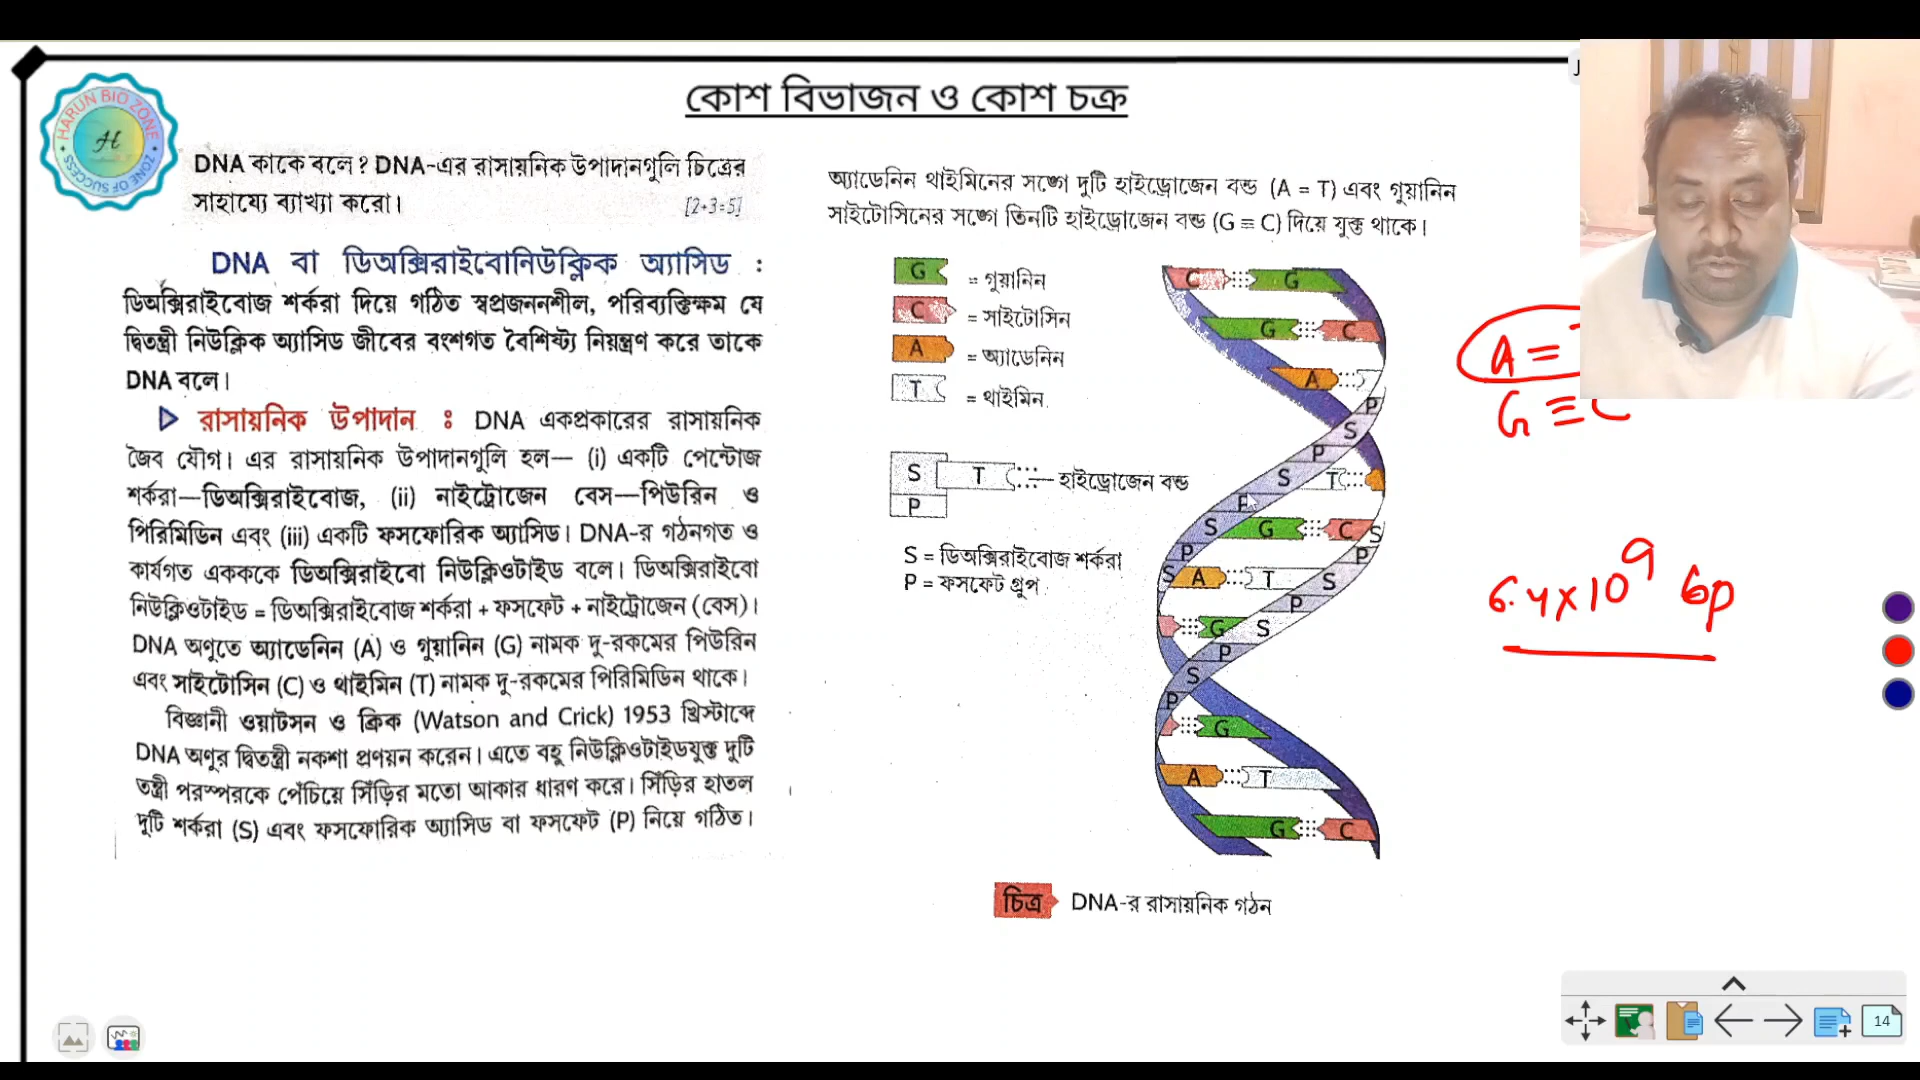 কোশ বিভাজন ও কোশ চক্র
HARUN BIO ZONE
H
ZONE OF SUCCESS
DNA কাকে বলে? DNA-এর রাসায়নিক উপাদানগুলি চিত্রের
সাহায্যে ব্যাখ্যা করো। [2+3=5]
DNA বা ডিঅক্সিরাইবোনিউক্লিক অ্যাসিড :
ডিঅক্সিরাইবোজ শর্করা দিয়ে গঠিত স্বপ্রজননশীল, পরিব্যক্তিক্ষম যে
দ্বিতন্ত্রী নিউক্লিক অ্যাসিড জীবের বংশগত বৈশিষ্ট্য নিয়ন্ত্রণ করে তাকে
DNA বলে।
রাসায়নিক উপাদান : DNA একপ্রকারের রাসায়নিক
জৈব যৌগ। এর রাসায়নিক উপাদানগুলি হল— (i) একটি পেন্টোজ
শর্করা—ডিঅক্সিরাইবোজ, (ii) নাইট্রোজেন বেস—পিউরিন ও
পিরিমিডিন এবং (iii) একটি ফসফোরিক অ্যাসিড। DNA-র গঠনগত ও
কার্যগত একককে ডিঅক্সিরাইবো নিউক্লিওটাইড বলে। ডিঅক্সিরাইবো
নিউক্লিওটাইড = ডিঅক্সিরাইবোজ শর্করা + ফসফেট + নাইট্রোজেন (বেস)।
DNA অণুতে অ্যাডেনিন (A) ও গুয়ানিন (G) নামক দু-রকমের পিউরিন
এবং সাইটোসিন (C) ও থাইমিন (T) নামক দু-রকমের পিরিমিডিন থাকে।
বিজ্ঞানী ওয়াটসন ও ক্রিক (Watson and Crick) 1953 খ্রিস্টাব্দে
DNA অণুর দ্বিতন্ত্রী নকশা প্রণয়ন করেন। এতে বহু নিউক্লিওটাইডযুক্ত দুটি
তন্ত্রী পরস্পরকে পেঁচিয়ে সিঁড়ির মতো আকার ধারণ করে। সিঁড়ির হাতল
দুটি শর্করা (S) এবং ফসফোরিক অ্যাসিড বা ফসফেট (P) নিয়ে গঠিত।
অ্যাডেনিন থাইমিনের সঙ্গে দুটি হাইড্রোজেন বন্ড (A = T) এবং গুয়ানিন
সাইটোসিনের সঙ্গে তিনটি হাইড্রোজেন বন্ড (G ≡ C) দিয়ে যুক্ত থাকে।
G = গুয়ানিন
C = সাইটোসিন
A = অ্যাডেনিন
T = থাইমিন
S T হাইড্রোজেন বন্ড
P
S = ডিঅক্সিরাইবোজ শর্করা
P = ফসফেট গ্রুপ
C G
G C
A
P
S
P
S T
P
S G C S
P P
S A T S
P
G S
P
S
P
G
A T
G C
চিত্র DNA-র রাসায়নিক গঠন
A =
G ≡ C
6.4×10⁹ bp
14